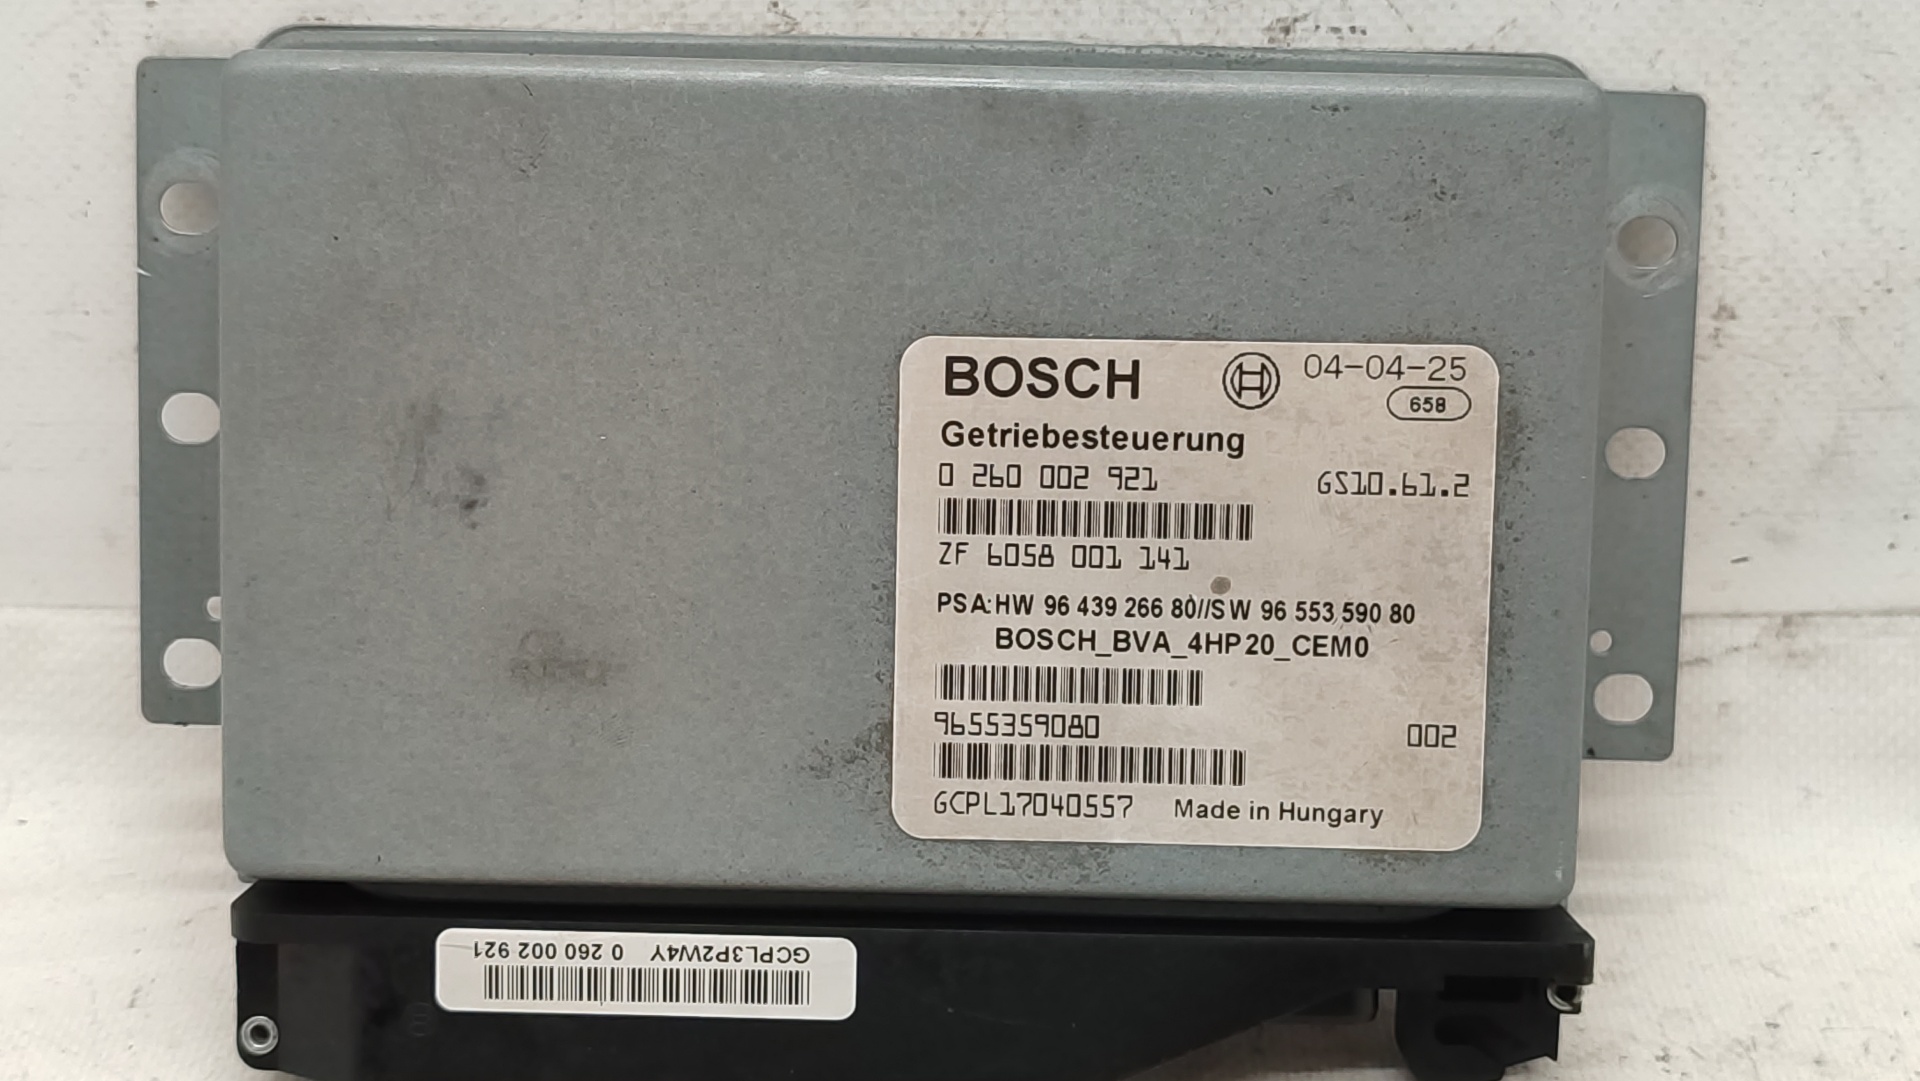 BOSCH 04-04-25
658
Getriebesteuerung
0 260 002 921 GS10.61.2
ZF 6058 001 141
PSA:HW 96 439 266 80//SW 96 553 590 80
BOSCH_BVA_4HP20_CEM0
9655359080 002
GCPL17040557 Made in Hungary
GCPL3P2W4Y 0 260 002 921